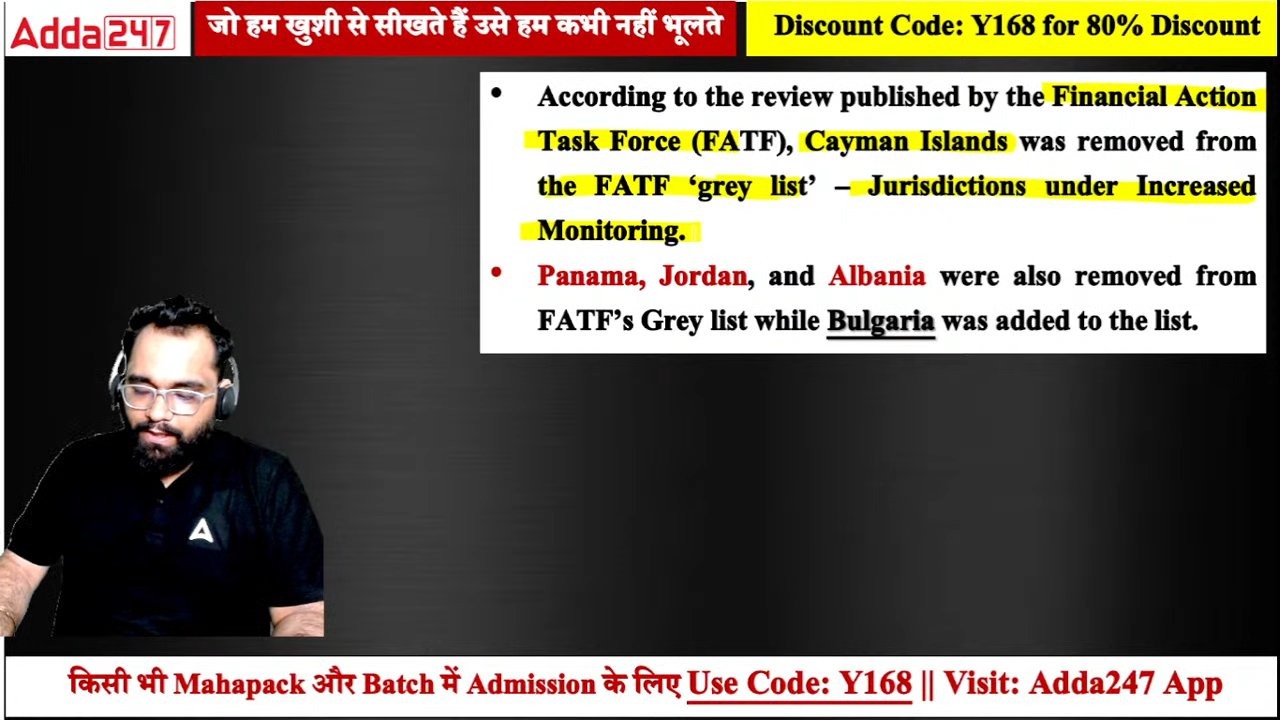 Adda247
जो हम खुशी से सीखते हैं उसे हम कभी नहीं भूलते
Discount Code: Y168 for 80% Discount
• According to the review published by the Financial Action
Task Force (FATF), Cayman Islands was removed from
the FATF ‘grey list’ – Jurisdictions under Increased
Monitoring.
• Panama, Jordan, and Albania were also removed from
FATF’s Grey list while Bulgaria was added to the list.
किसी भी Mahapack और Batch में Admission के लिए Use Code: Y168 || Visit: Adda247 App